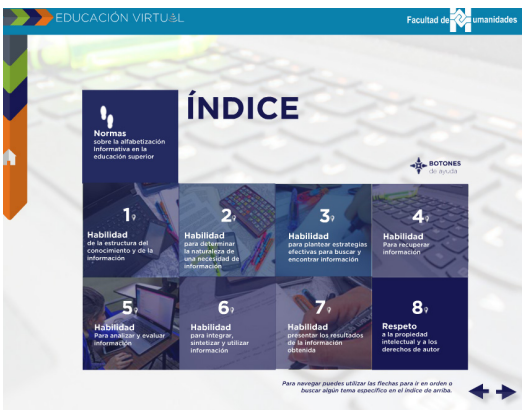 EDUCACIÓN VIRTUAL
Facultad de Humanidades
ÍNDICE
Normas
sobre la alfabetización
Informativa en la
educación superior
BOTONES
de ayuda
1
Habilidad
de la estructura del
conocimiento y de la
información
2
Habilidad
para determinar
la naturaleza de
una necesidad de
información
3
Habilidad
para plantear estrategias
efectivas para buscar y
encontrar información
4
Habilidad
Para recuperar
información
5
Habilidad
Para analizar y evaluar
información
6
Habilidad
para integrar,
sintetizar y utilizar
información
7
Habilidad
presentar los resultados
de la información
obtenida
8
Respeto
a la propiedad
intelectual y a los
derechos de autor
Para navegar puedes utilizar las flechas para ir en orden o
buscar algún tema específico en el índice de arriba.